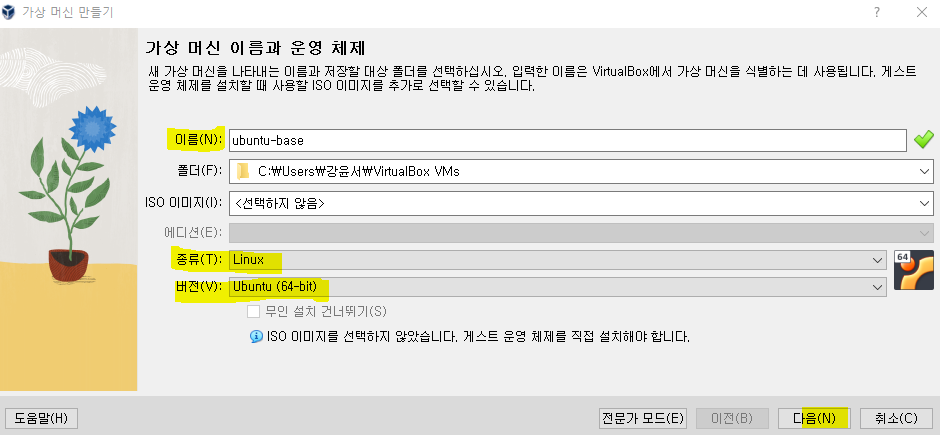 가상 머신 만들기
?
가상 머신 이름과 운영 체제
새 가상 머신을 나타내는 이름과 저장할 대상 폴더를 선택하십시오. 입력한 이름은 VirtualBox에서 가상 머신을 식별하는 데 사용됩니다. 게스트
운영 체제를 설치할 때 사용할 ISO 이미지를 추가로 선택할 수 있습니다.
이름(N): ubuntu-base
폴더(F): C:₩Users₩강윤서₩VirtualBox VMs
ISO 이미지(I): <선택하지 않음>
에디션(E):
종류(T): Linux
64
버전(V): Ubuntu (64-bit)
무인 설치 건너뛰기(S)
ISO 이미지를 선택하지 않았습니다. 게스트 운영 체제를 직접 설치해야 합니다.
도움말(H) 전문가 모드(E) 이전(B) 다음(N) 취소(C)